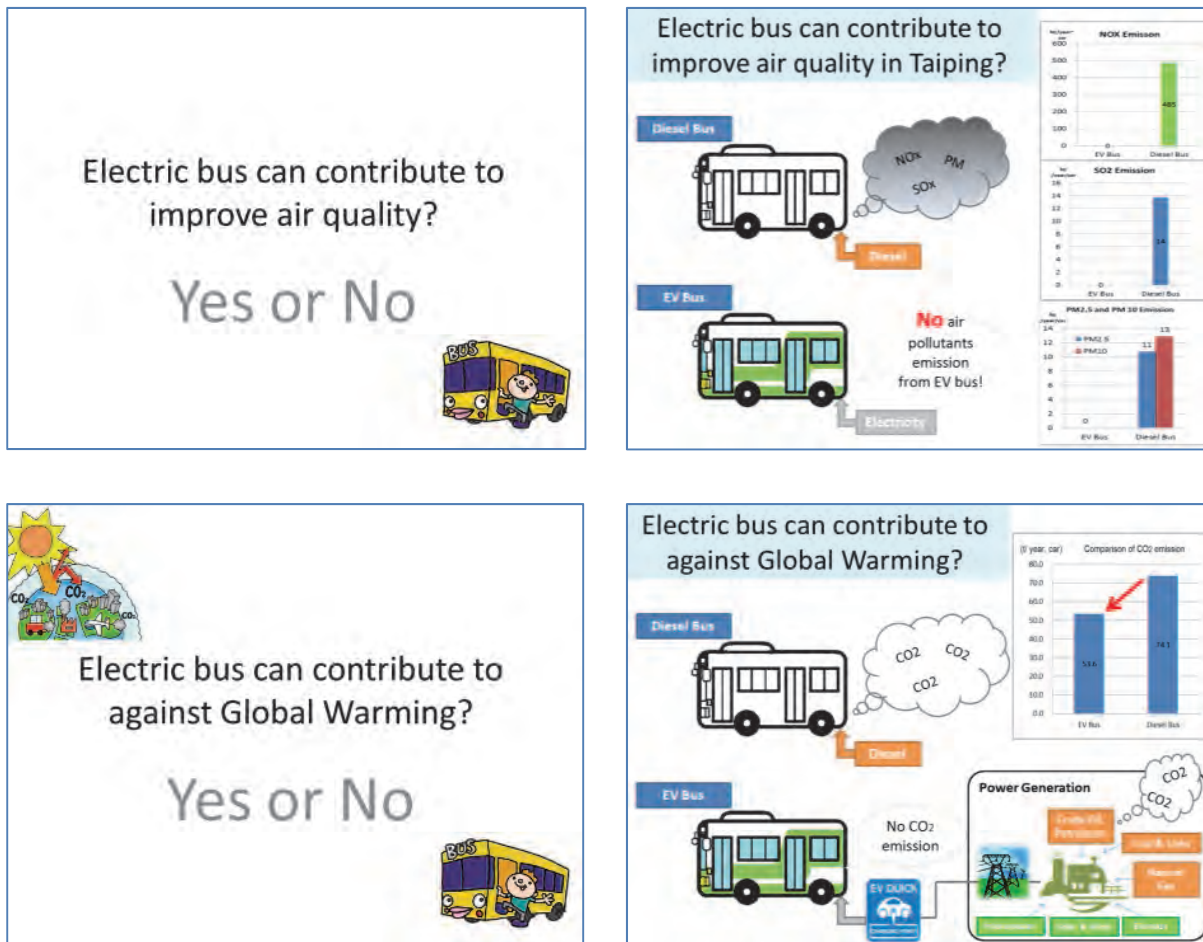 Electric bus can contribute to
improve air quality?
Yes or No
BUS
Electric bus can contribute to
improve air quality in Taiping?
Diesel Bus
NOx
PM
SOx
Diesel
EV Bus
No air
pollutants
emission
from EV bus!
Electricity
NOX Emisson
600
500
400
300
200
100
0
0
485
EV Bus
Diesel Bus
SO2 Emission
16
14
12
10
8
6
4
2
0
0
14
EV Bus
Diesel Bus
PM2.5 and PM 10 Emission
14
12
10
8
6
4
2
0
PM2.5
PM10
0
11
13
EV Bus
Diesel Bus
CO2
CO2
CO2
Electric bus can contribute to
against Global Warming?
Yes or No
BUS
Electric bus can contribute to
against Global Warming?
Diesel Bus
CO2
CO2
CO2
Diesel
EV Bus
No CO2
emission
EV QUICK
(t/ year, car)
Comparison of CO2 emission
80.0
70.0
60.0
50.0
40.0
30.0
20.0
10.0
0.0
53.6
74.1
EV Bus
Diesel Bus
Power Generation
CO2
CO2